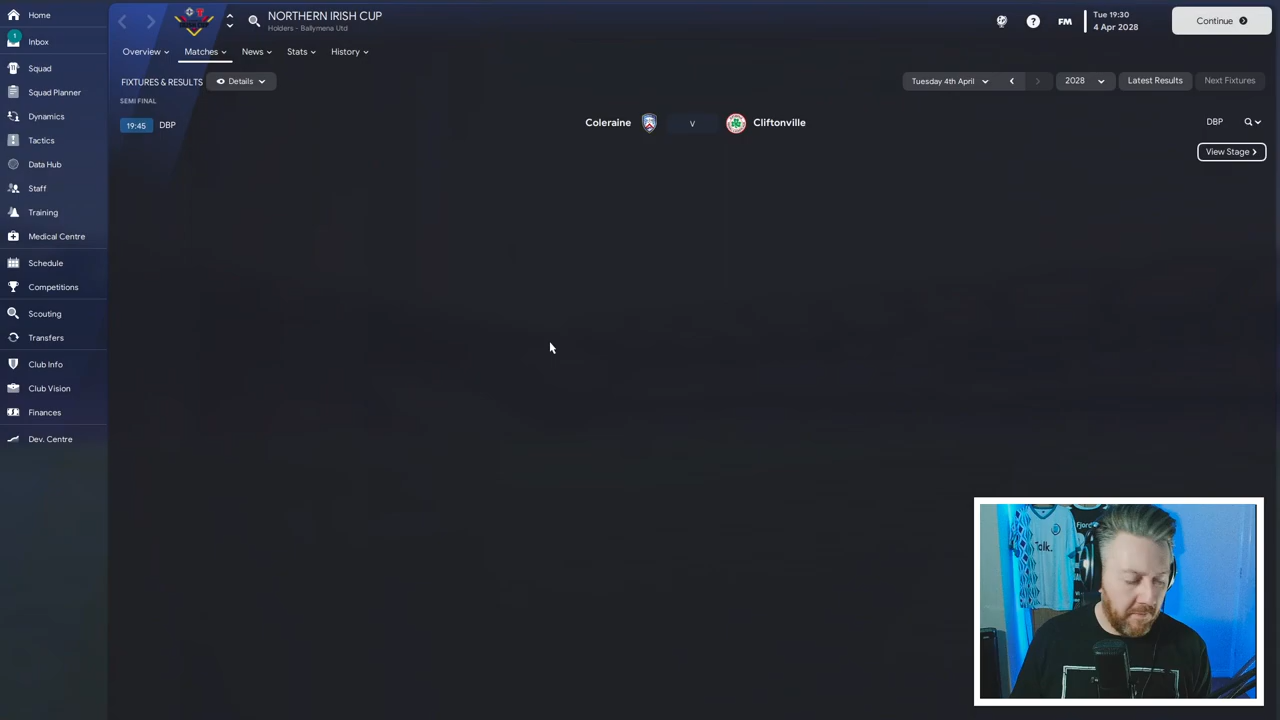 Home
NORTHERN IRISH CUP
Holders - Ballymena Utd
FM
Tue 19:30
4 Apr 2028
Continue
1
Inbox
Overview
Matches
News
Stats
History
Squad
FIXTURES & RESULTS
Details
Tuesday 4th April
2028
Latest Results
Next Fixtures
Squad Planner
SEMI FINAL
Dynamics
19:45
DBP
Coleraine
v
Cliftonville
DBP
Tactics
View Stage
Data Hub
Staff
Training
Medical Centre
Schedule
Competitions
Scouting
Transfers
Club Info
Club Vision
Finances
Dev. Centre
Fjord
Talk.